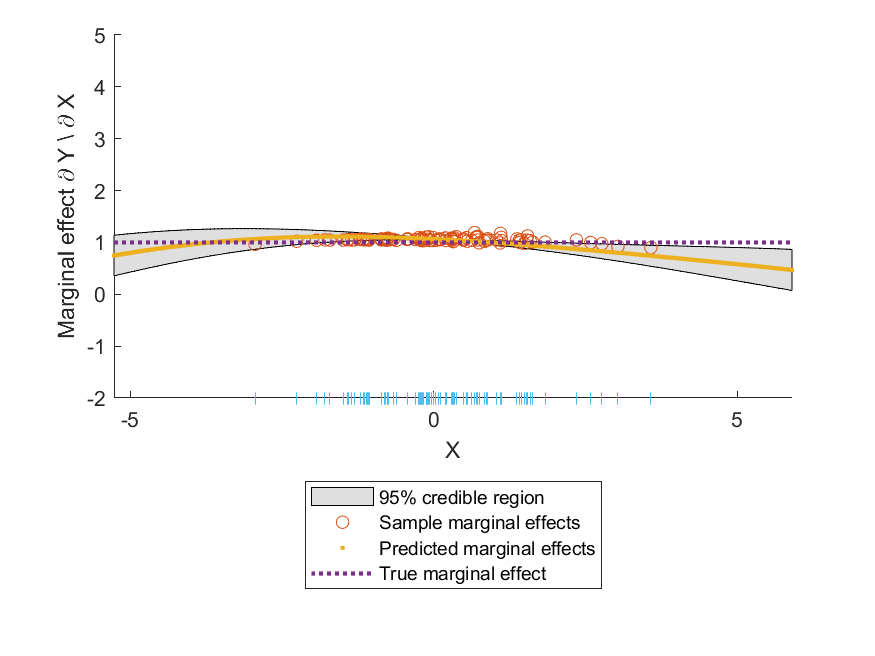 5
4
3
2
1
0
-1
-2
Marginal effect ∂ Y \ ∂ X
-5
0
5
X
95% credible region
Sample marginal effects
Predicted marginal effects
True marginal effect